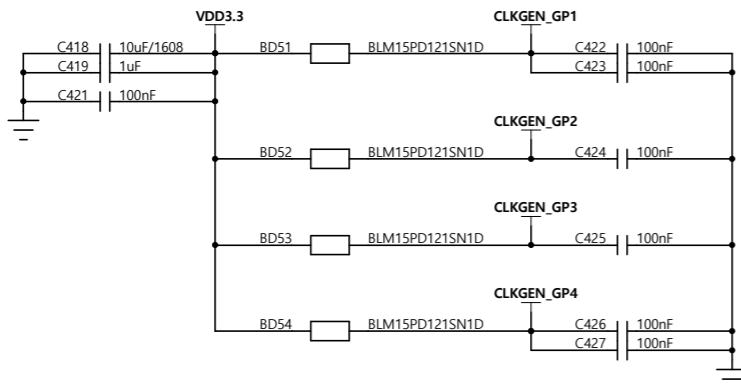 VDD3.3 CLKGEN_GP1
C418 10uF/1608 BD51 BLM15PD121SN1D C422 100nF
C419 1uF C423 100nF
C421 100nF
CLKGEN_GP2
BD52 BLM15PD121SN1D C424 100nF
CLKGEN_GP3
BD53 BLM15PD121SN1D C425 100nF
CLKGEN_GP4
BD54 BLM15PD121SN1D C426 100nF
C427 100nF